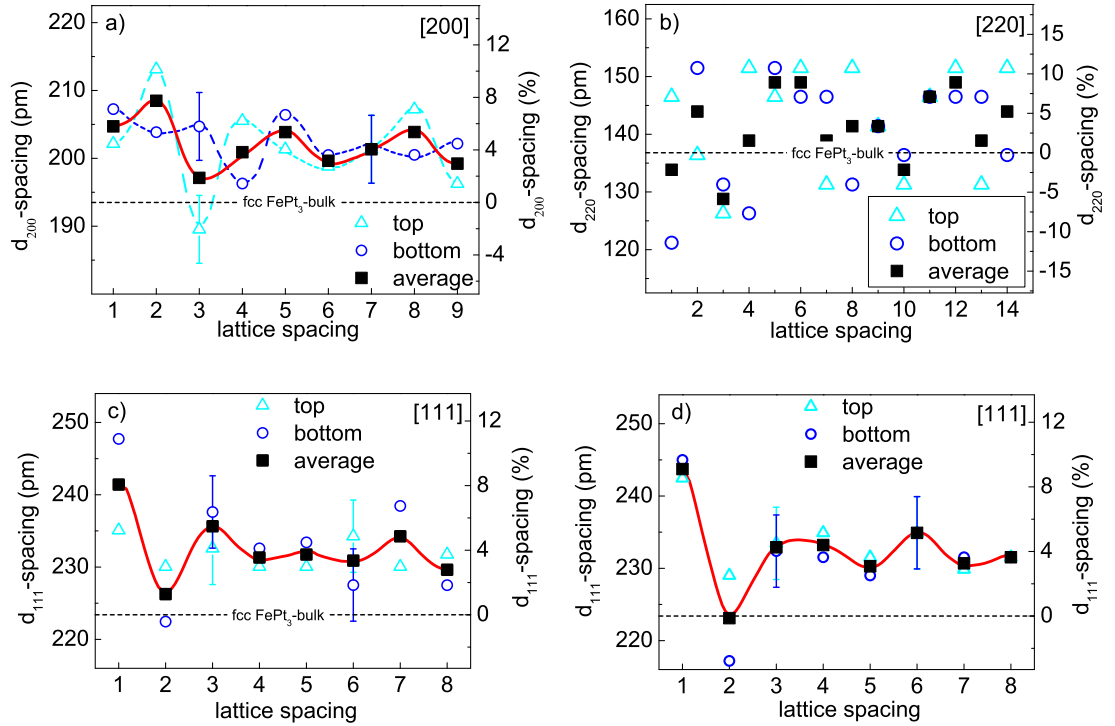 a)
[200]
220
210
200
190
10
7
4
2
0
-2
-4
d200-spacing (pm)
d200-spacing (%)
fcc FePt3-bulk
top
bottom
average
1 2 3 4 5 6 7 8 9
lattice spacing
b)
[220]
160
150
140
130
120
15
10
5
0
-5
-10
-15
d220-spacing (pm)
d220-spacing (%)
fcc FePt3-bulk
top
bottom
average
2 4 6 8 10 12 14
lattice spacing
c)
[111]
250
240
230
220
12
8
4
0
d111-spacing (pm)
d111-spacing (%)
top
bottom
average
fcc FePt3-bulk
1 2 3 4 5 6 7 8
lattice spacing
d)
[111]
250
240
230
220
12
8
4
0
d111-spacing (pm)
d111-spacing (%)
top
bottom
average
1 2 3 4 5 6 7 8
lattice spacing